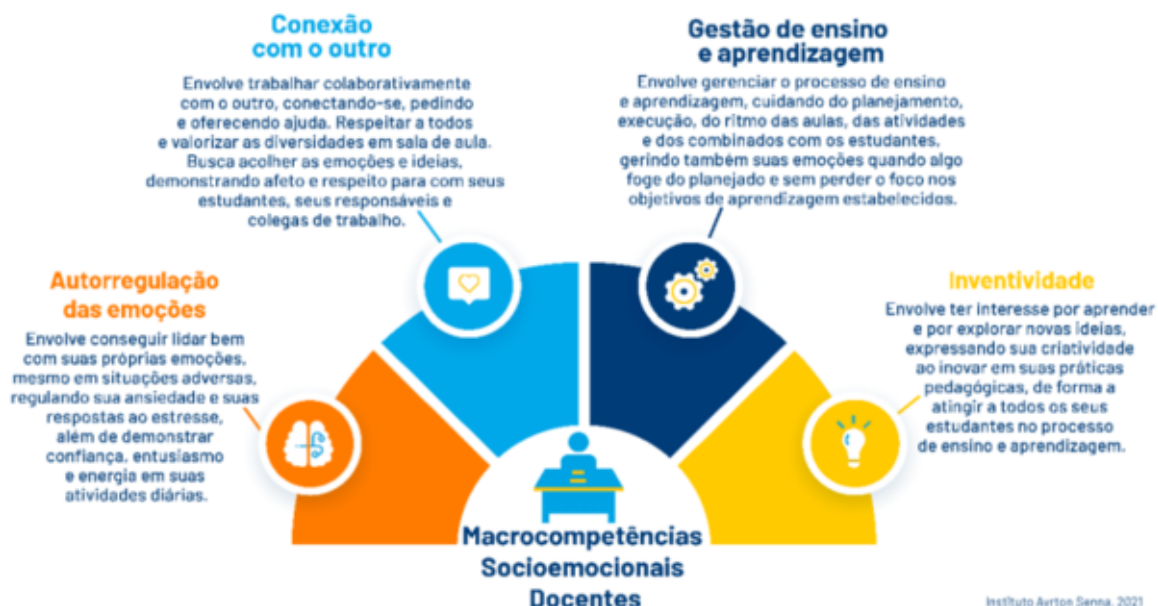 Conexão
com o outro
Envolve trabalhar colaborativamente
com o outro, conectando-se, pedindo
e oferecendo ajuda. Respeitar a todos
e valorizar as diversidades em sala de aula.
Busca acolher as emoções e ideias,
demonstrando afeto e respeito para com seus
estudantes, seus responsáveis e
colegas de trabalho.
Gestão de ensino
e aprendizagem
Envolve gerenciar o processo de ensino
e aprendizagem, cuidando do planejamento,
execução, do ritmo das aulas, das atividades
e dos combinados com os estudantes,
gerindo também suas emoções quando algo
foge do planejado e sem perder o foco nos
objetivos de aprendizagem estabelecidos.
Autorregulação
das emoções
Envolve conseguir lidar bem
com suas próprias emoções,
mesmo em situações adversas,
regulando sua ansiedade e suas
respostas ao estresse,
além de demonstrar
confiança, entusiasmo
e energia em suas
atividades diárias.
Inventividade
Envolve ter interesse por aprender
e por explorar novas ideias,
expressando sua criatividade
ao inovar em suas práticas
pedagógicas, de forma a
atingir a todos os seus
estudantes no processo
de ensino e aprendizagem.
Macrocompetências
Socioemocionais
Docentes
Instituto Ayrton Senna, 2021